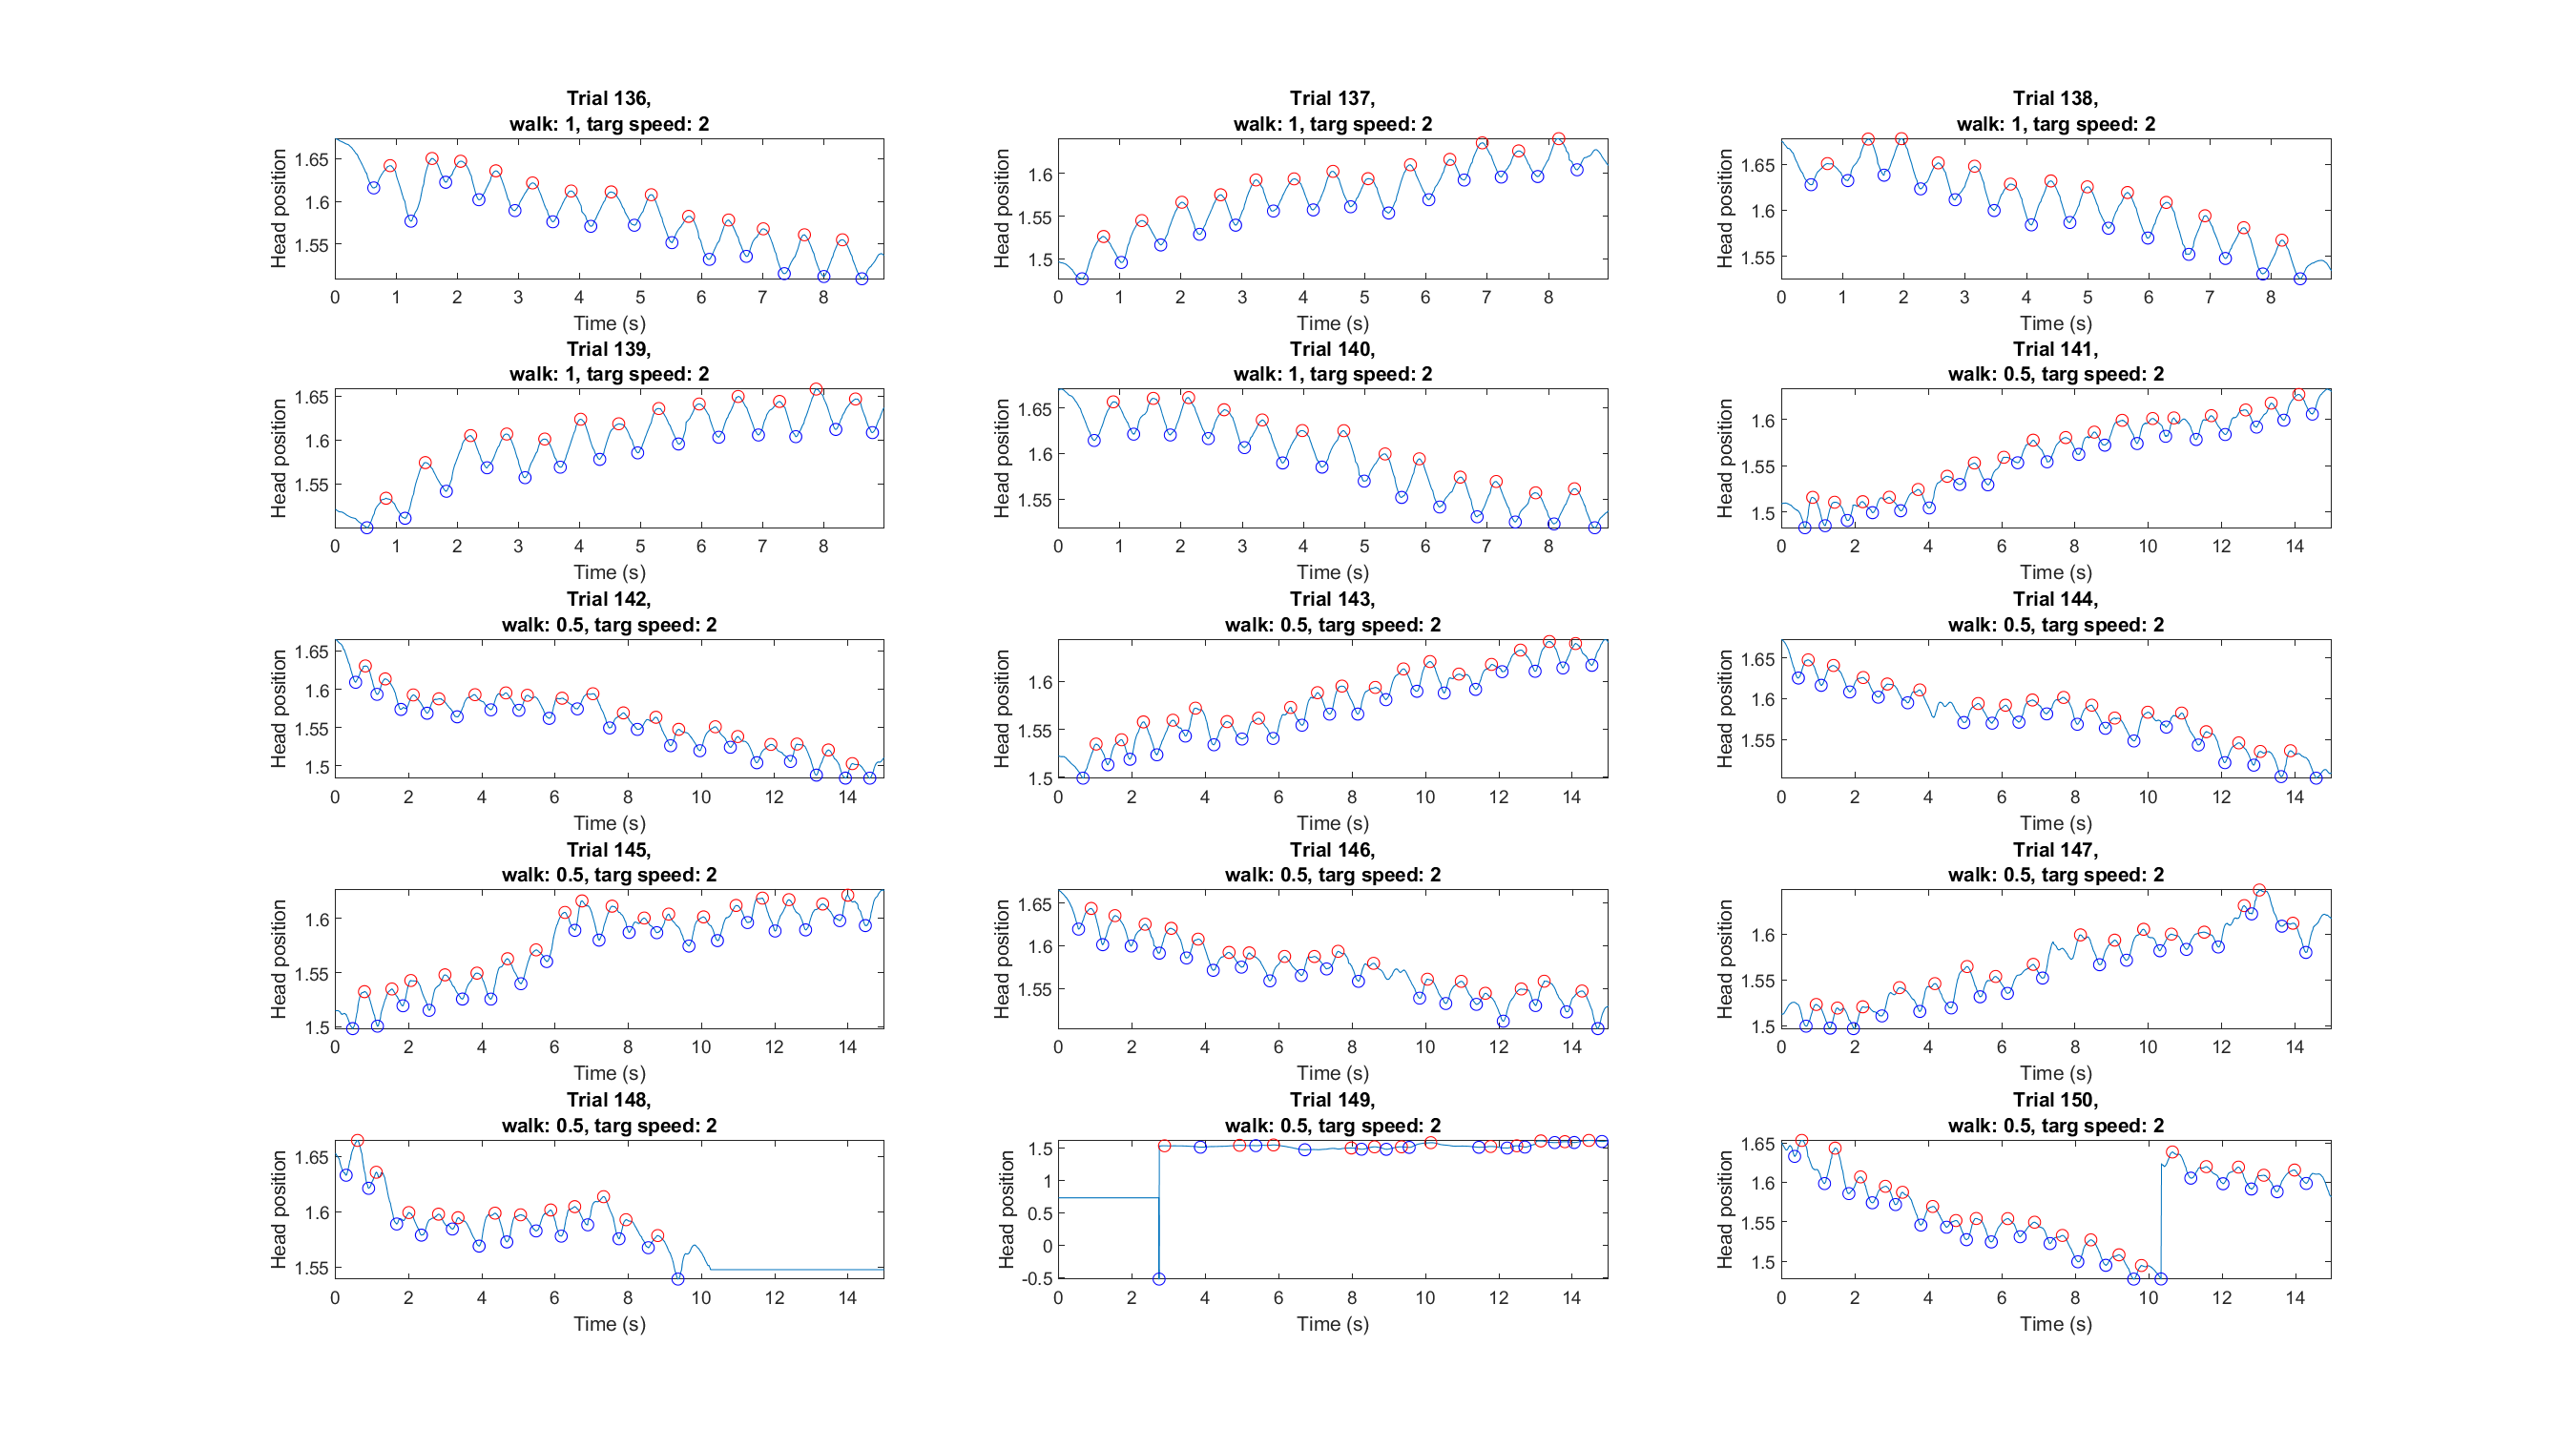 Trial 136,
walk: 1, targ speed: 2
Head position
1.65
1.6
1.55
0 1 2 3 4 5 6 7 8
Time (s)
Trial 137,
walk: 1, targ speed: 2
Head position
1.6
1.55
1.5
0 1 2 3 4 5 6 7 8
Time (s)
Trial 138,
walk: 1, targ speed: 2
Head position
1.65
1.6
1.55
0 1 2 3 4 5 6 7 8
Time (s)
Trial 139,
walk: 1, targ speed: 2
Head position
1.65
1.6
1.55
0 1 2 3 4 5 6 7 8
Time (s)
Trial 140,
walk: 1, targ speed: 2
Head position
1.65
1.6
1.55
0 1 2 3 4 5 6 7 8
Time (s)
Trial 141,
walk: 0.5, targ speed: 2
Head position
1.6
1.55
1.5
0 2 4 6 8 10 12 14
Time (s)
Trial 142,
walk: 0.5, targ speed: 2
Head position
1.65
1.6
1.55
1.5
0 2 4 6 8 10 12 14
Time (s)
Trial 143,
walk: 0.5, targ speed: 2
Head position
1.6
1.55
1.5
0 2 4 6 8 10 12 14
Time (s)
Trial 144,
walk: 0.5, targ speed: 2
Head position
1.65
1.6
1.55
0 2 4 6 8 10 12 14
Time (s)
Trial 145,
walk: 0.5, targ speed: 2
Head position
1.6
1.55
1.5
0 2 4 6 8 10 12 14
Time (s)
Trial 146,
walk: 0.5, targ speed: 2
Head position
1.65
1.6
1.55
0 2 4 6 8 10 12 14
Time (s)
Trial 147,
walk: 0.5, targ speed: 2
Head position
1.6
1.55
1.5
0 2 4 6 8 10 12 14
Time (s)
Trial 148,
walk: 0.5, targ speed: 2
Head position
1.65
1.6
1.55
0 2 4 6 8 10 12 14
Time (s)
Trial 149,
walk: 0.5, targ speed: 2
Head position
1.5
1
0.5
0
-0.5
0 2 4 6 8 10 12 14
Time (s)
Trial 150,
walk: 0.5, targ speed: 2
Head position
1.65
1.6
1.55
1.5
0 2 4 6 8 10 12 14
Time (s)